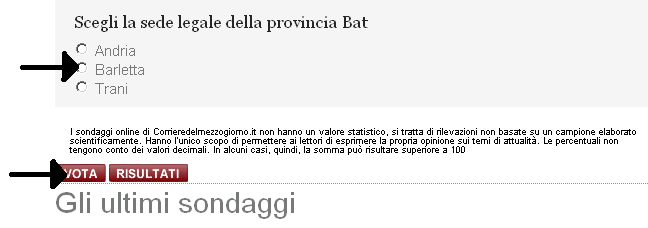 Scegli la sede legale della provincia Bat
Andria
Barletta
Trani
I sondaggi online di Corrieredelmezzogiorno.it non hanno un valore statistico, si tratta di rilevazioni non basate su un campione elaborato
scientificamente. Hanno l'unico scopo di permettere ai lettori di esprimere la propria opinione sui temi di attualità. Le percentuali non
tengono conto dei valori decimali. In alcuni casi, quindi, la somma può risultare superiore a 100
VOTA RISULTATI
Gli ultimi sondaggi